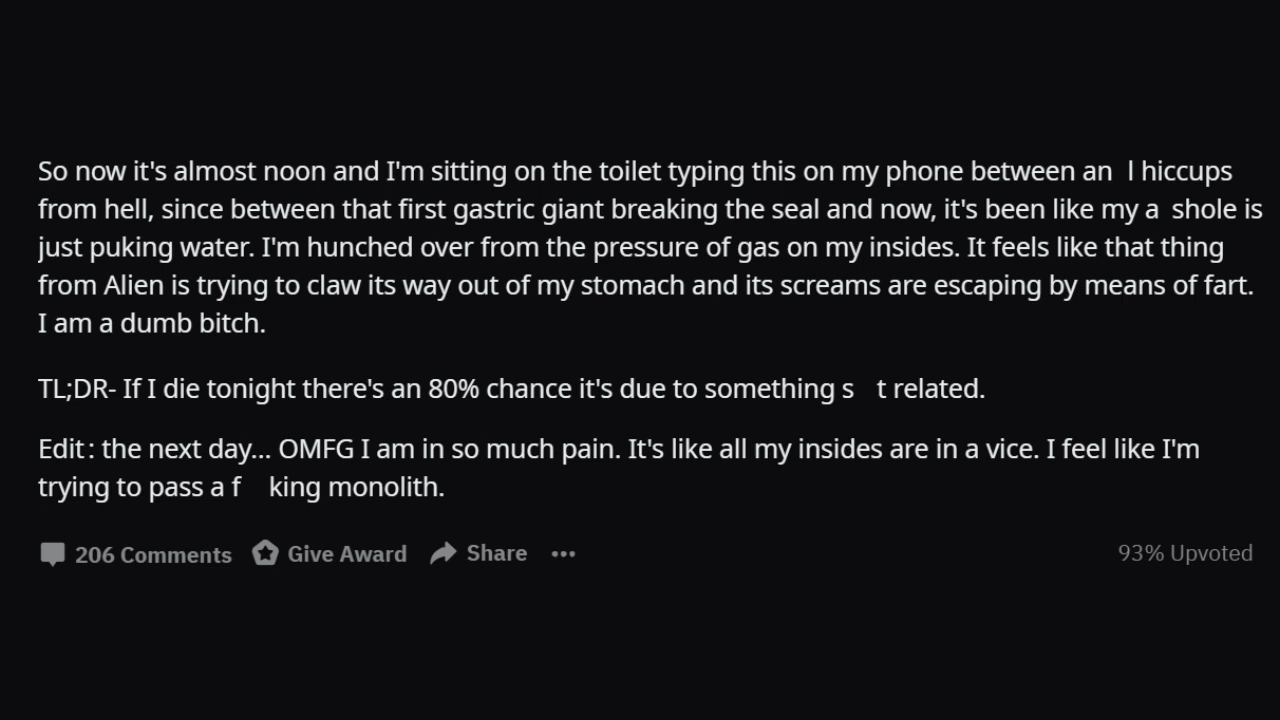 So now it's almost noon and I'm sitting on the toilet typing this on my phone between an  l hiccups
from hell, since between that first gastric giant breaking the seal and now, it's been like my a  shole is
just puking water. I'm hunched over from the pressure of gas on my insides. It feels like that thing
from Alien is trying to claw its way out of my stomach and its screams are escaping by means of fart.
I am a dumb bitch.
TL;DR- If I die tonight there's an 80% chance it's due to something s   t related.
Edit: the next day... OMFG I am in so much pain. It's like all my insides are in a vice. I feel like I'm
trying to pass a f    king monolith.
206 Comments Give Award Share ••• 93% Upvoted